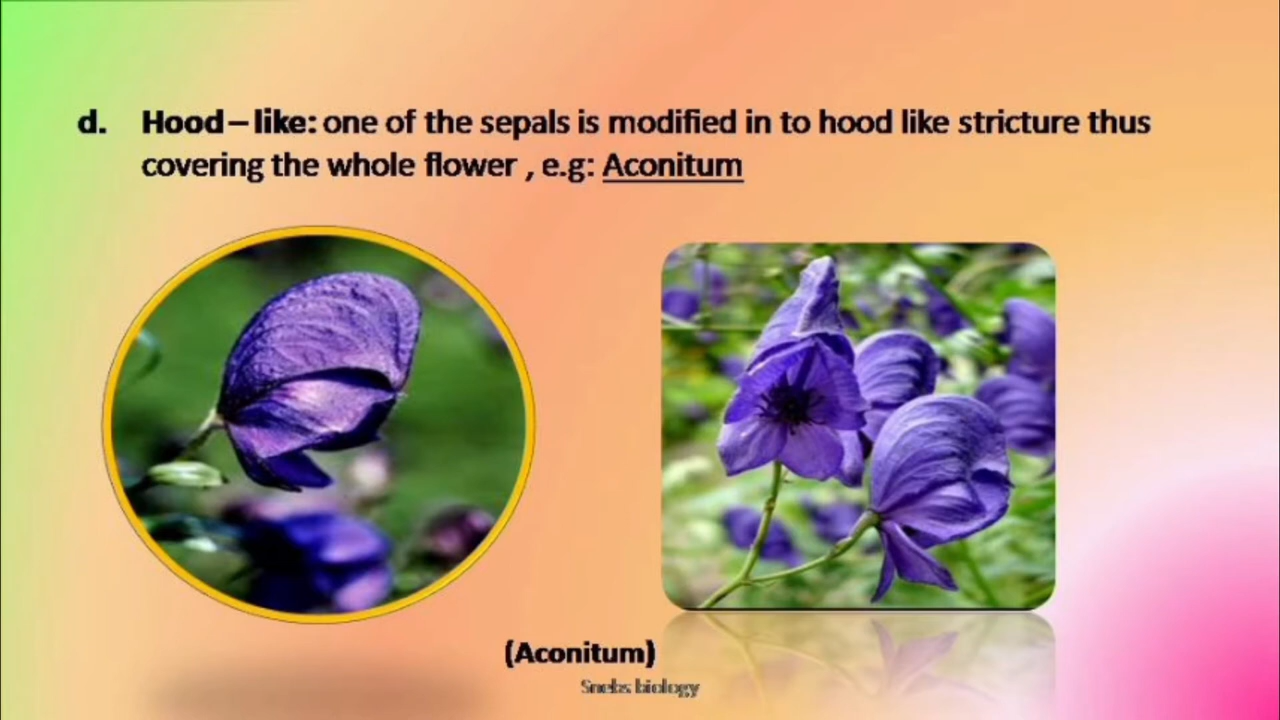 d. Hood – like: one of the sepals is modified in to hood like stricture thus
covering the whole flower , e.g: Aconitum
(Aconitum)
Snebs biology